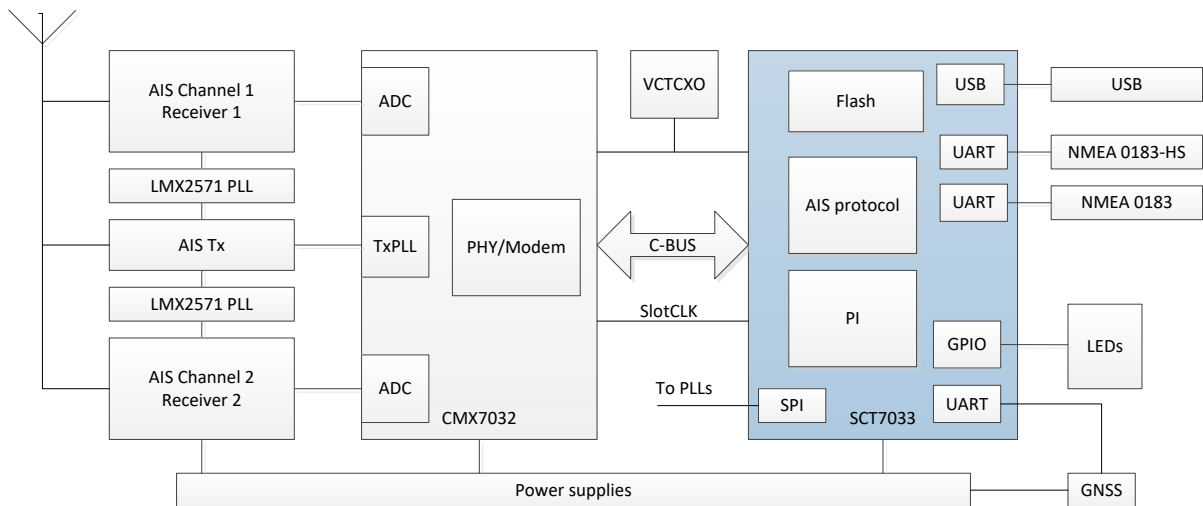 AIS Channel 1
Receiver 1
ADC
VCTCXO
Flash
USB
USB
LMX2571 PLL
UART
NMEA 0183-HS
AIS Tx
TxPLL
PHY/Modem
C-BUS
AIS protocol
UART
NMEA 0183
LMX2571 PLL
SlotCLK
PI
GPIO
LEDs
AIS Channel 2
Receiver 2
ADC
CMX7032
To PLLs
SPI
SCT7033
UART
Power supplies
GNSS